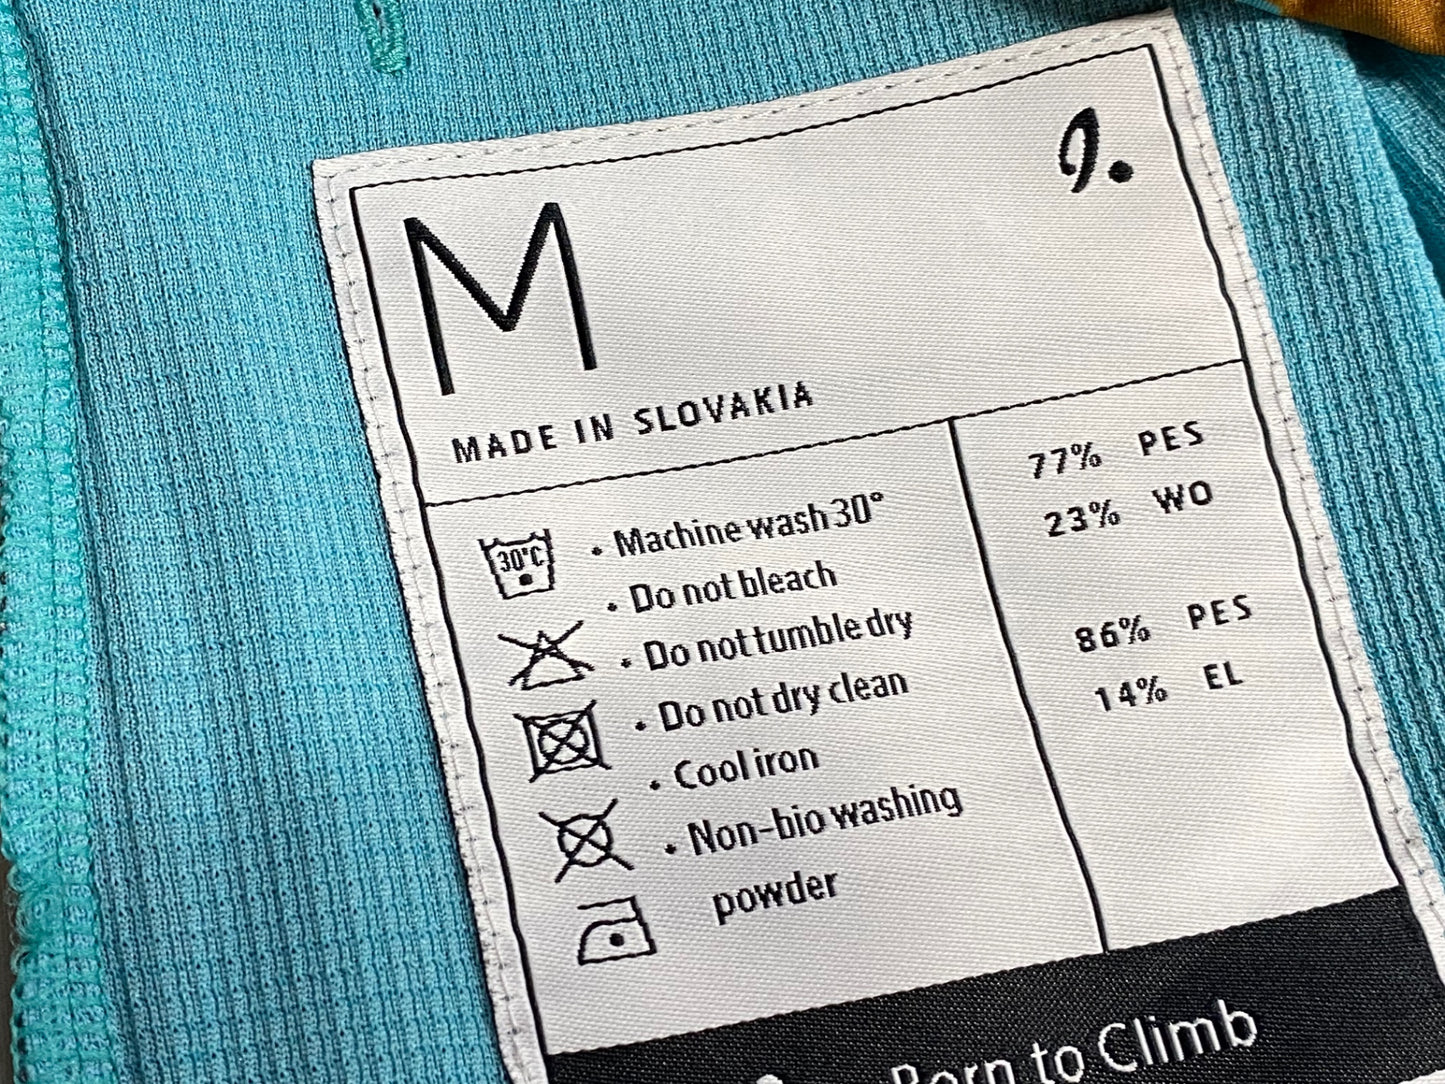 J.
M
MADE IN SLOVAKIA
30°C
• Machine wash 30°
• Do not bleach
• Do not tumble dry
• Do not dry clean
• Cool iron
• Non-bio washing
powder
77% PES
23% WO
86% PES
14% EL
Born to Climb